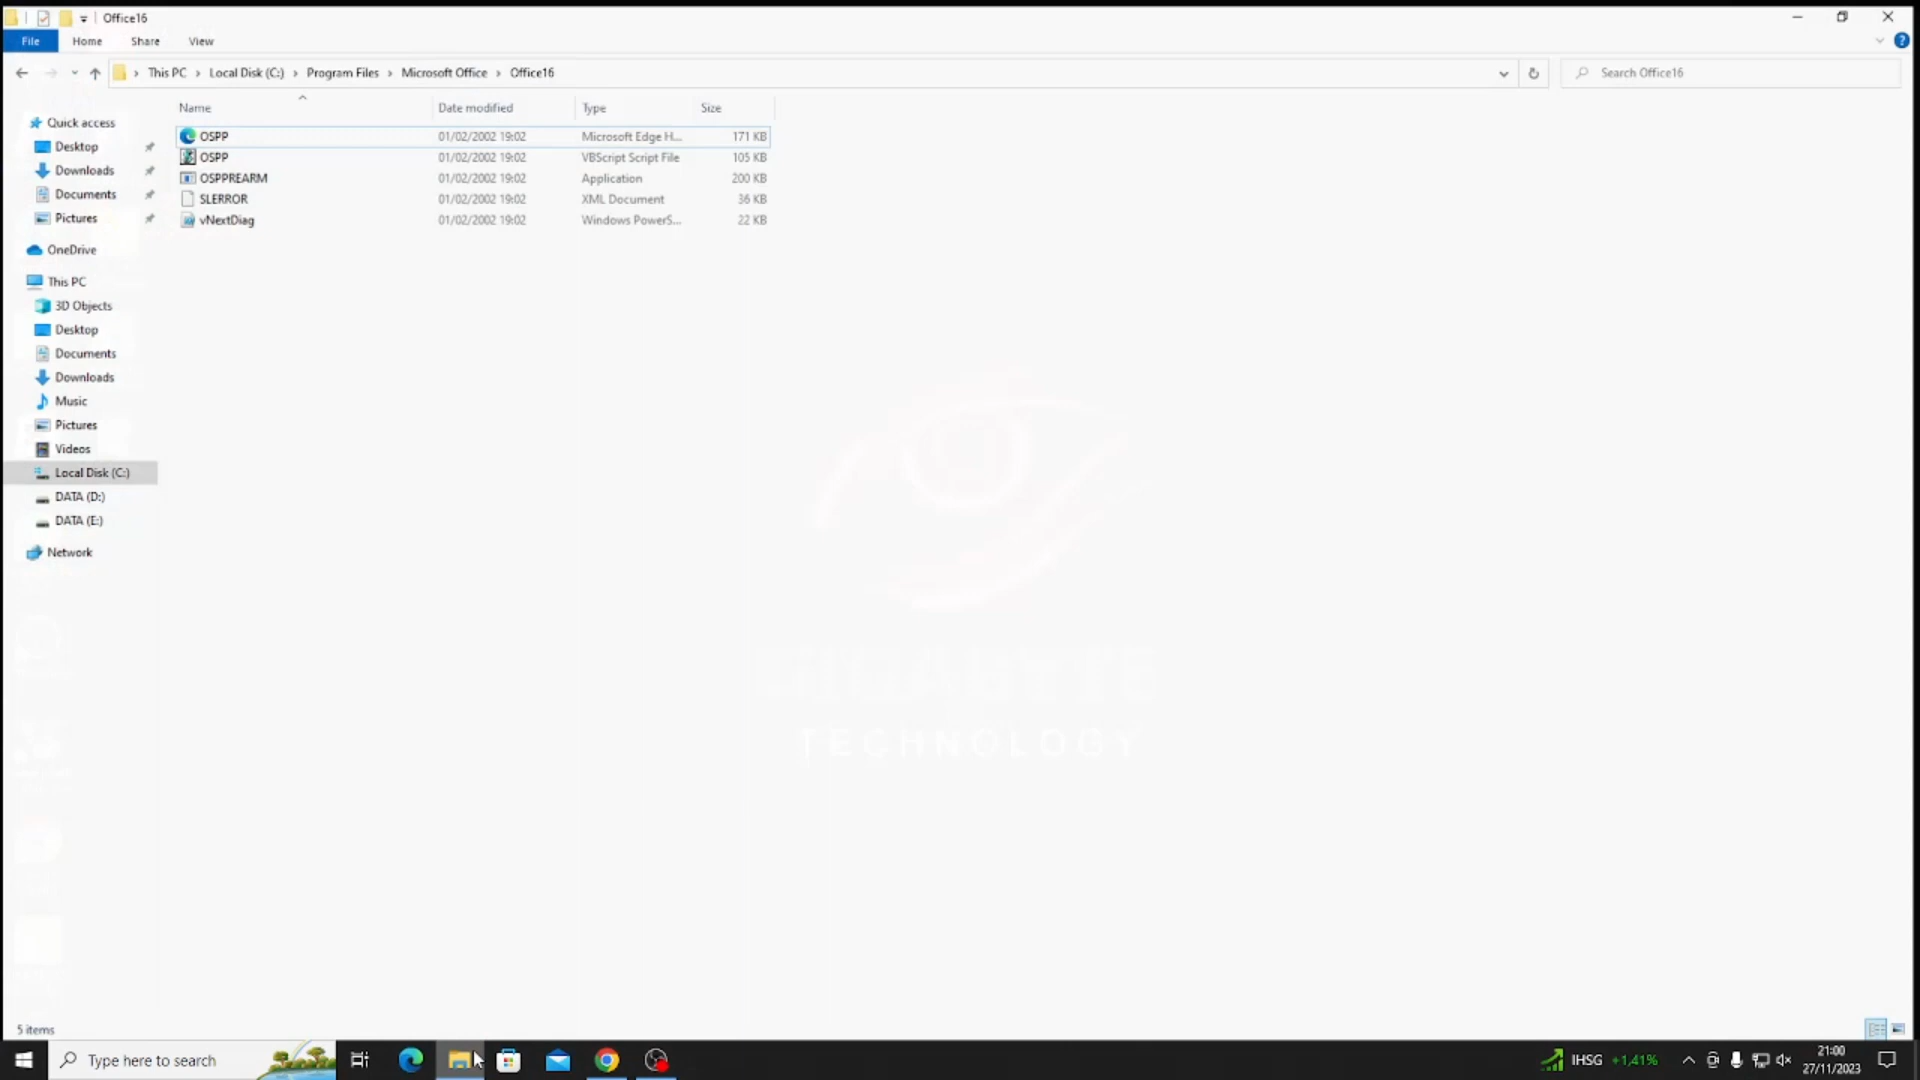 Office16
File Home Share View
This PC Local Disk (C:) Program Files Microsoft Office Office16
Search Office16
Name Date modified Type Size
Quick access
Desktop
Downloads
Documents
Pictures
OneDrive
This PC
3D Objects
Desktop
Documents
Downloads
Music
Pictures
Videos
Local Disk (C:)
DATA (D:)
DATA (E:)
Network
OSPP 01/02/2002 19:02 Microsoft Edge H... 171 KB
OSPP 01/02/2002 19:02 VBScript Script File 105 KB
OSPPREARM 01/02/2002 19:02 Application 200 KB
SLERROR 01/02/2002 19:02 XML Document 36 KB
vNextDiag 01/02/2002 19:02 Windows PowerS... 22 KB
TECHNOLOGY
5 items
Type here to search
IHSG +1,41%
21:00
27/11/2023